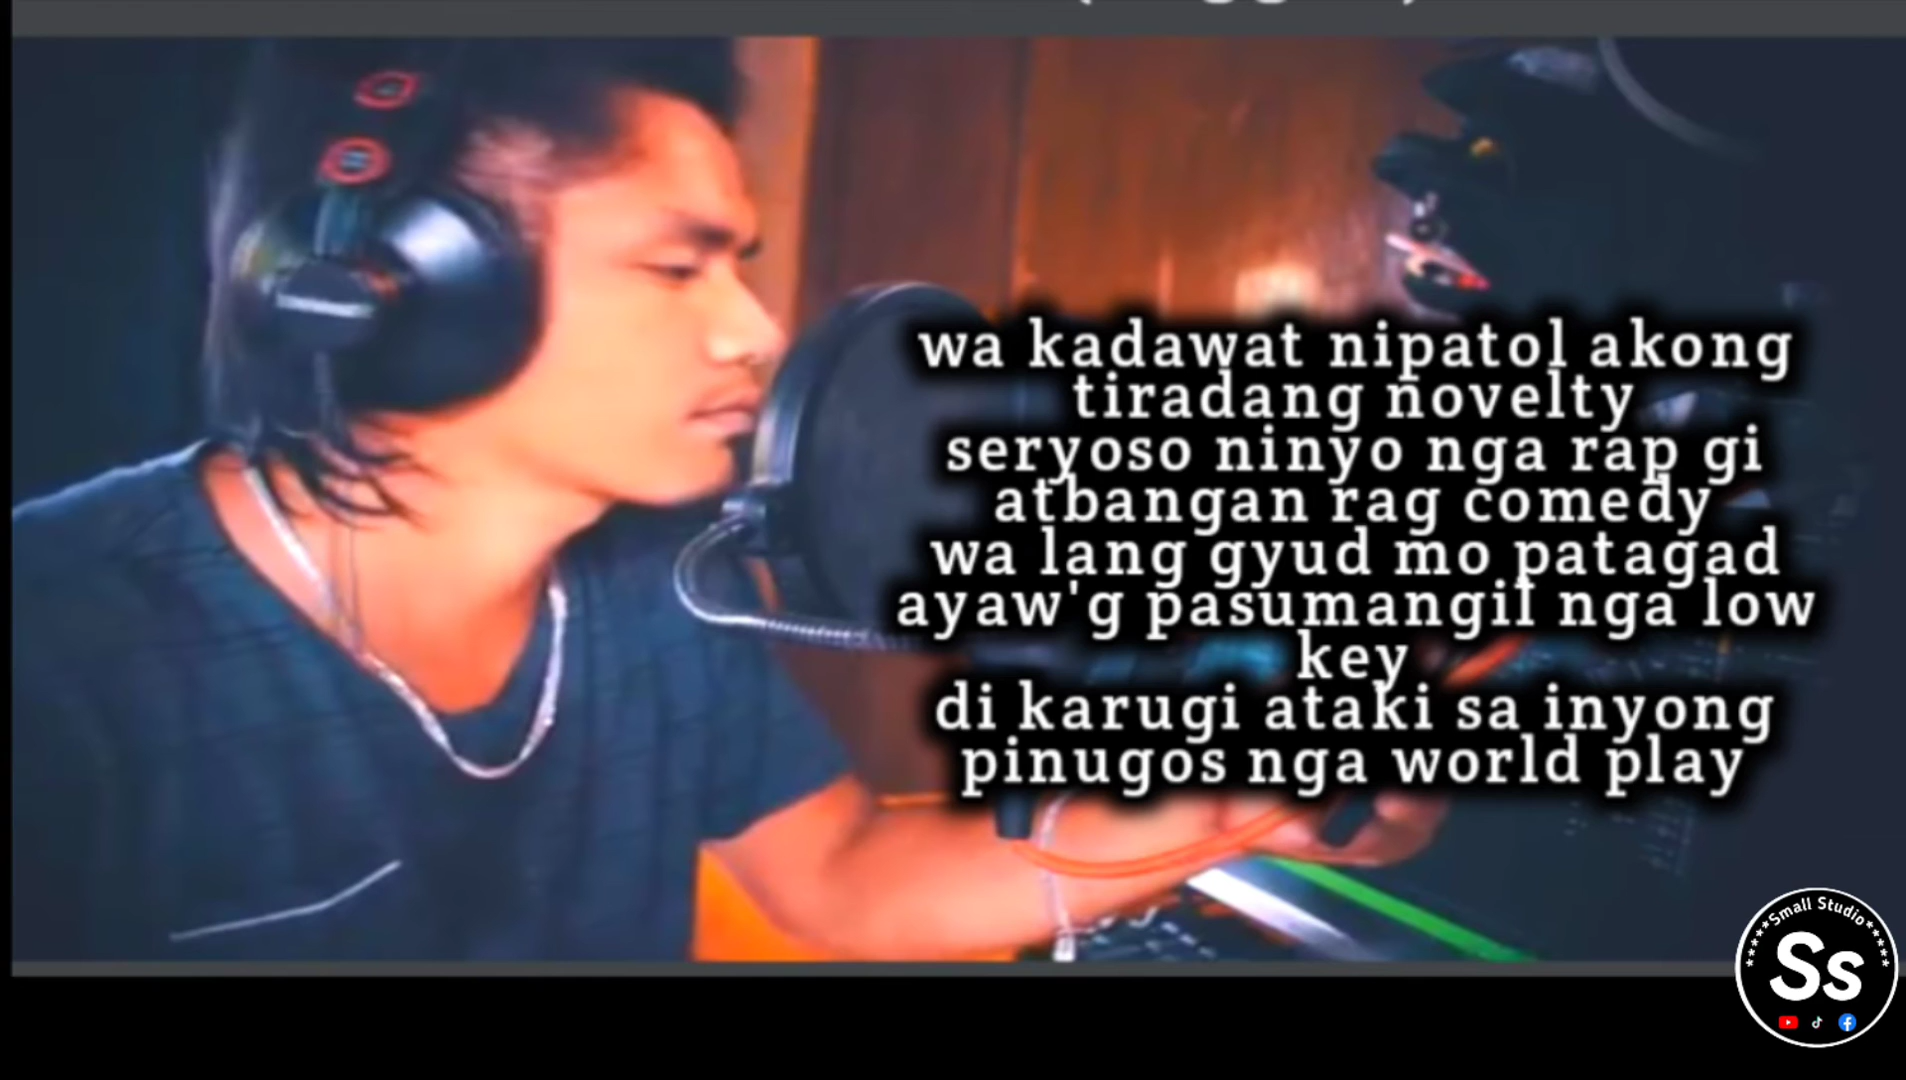 wa kadawat nipatol akong
tiradang novelty
seryoso ninyo nga rap gi
atbangan rag comedy
wa lang gyud mo patagad
ayaw'g pasumangil nga low
key
di karugi ataki sa inyong
pinugos nga world play
*****Small Studio*****
Ss